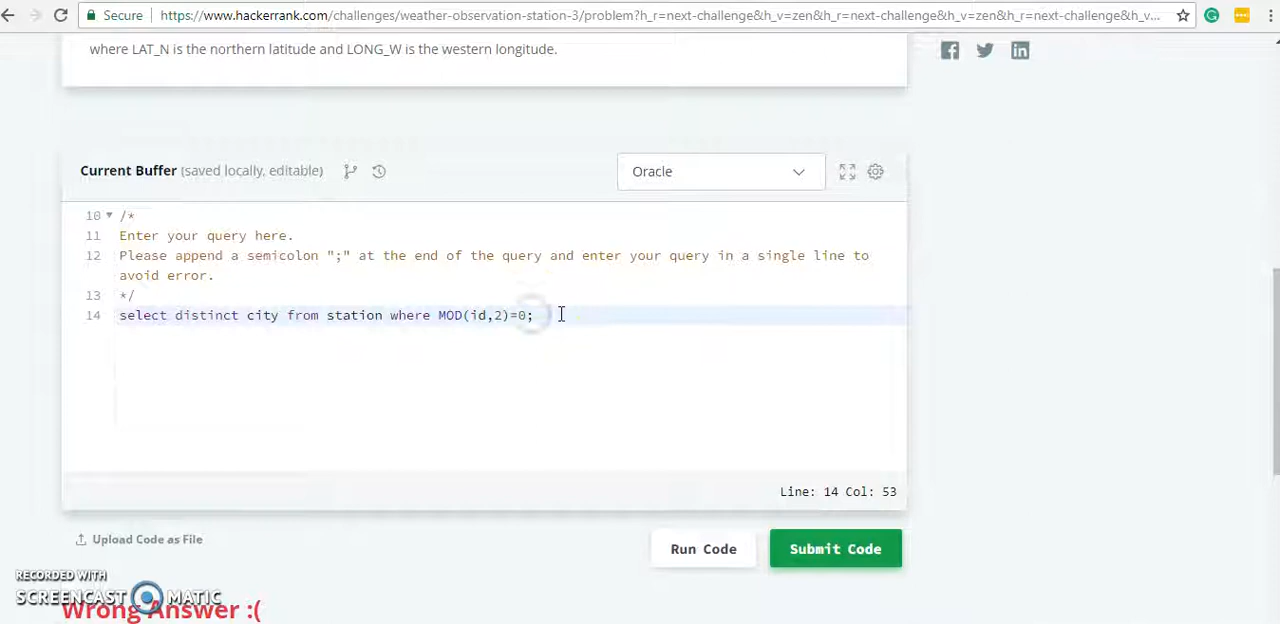 Secure https://www.hackerrank.com/challenges/weather-observation-station-3/problem?h_r=next-challenge&h_v=zen&h_r=next-challenge&h_v=zen&h_r=next-challenge&h_v...
where LAT_N is the northern latitude and LONG_W is the western longitude.
Current Buffer (saved locally, editable) Oracle
10 /*
11 Enter your query here.
12 Please append a semicolon ";" at the end of the query and enter your query in a single line to
avoid error.
13 */
14 select distinct city from station where MOD(id,2)=0;
Line: 14 Col: 53
Upload Code as File Run Code Submit Code
RECORDED WITH
SCREENCAST MATIC
Wrong Answer :(